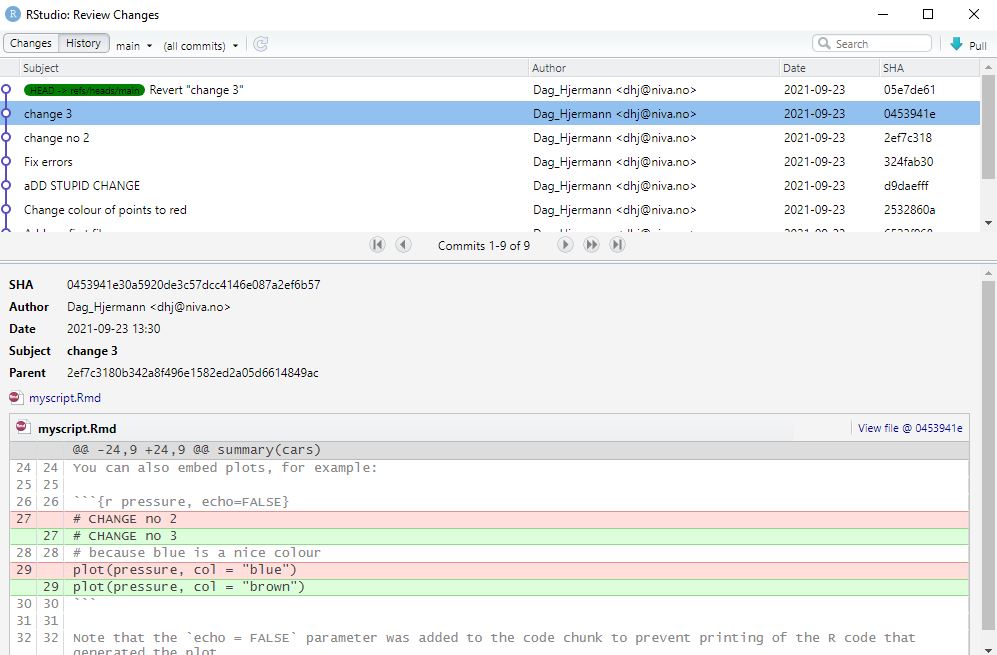 RStudio: Review Changes
Changes History main (all commits) Search Pull
Subject Author Date SHA
HEAD -> refs/heads/main Revert "change 3" Dag_Hjermann <dhj@niva.no> 2021-09-23 05e7de61
change 3 Dag_Hjermann <dhj@niva.no> 2021-09-23 0453941e
change no 2 Dag_Hjermann <dhj@niva.no> 2021-09-23 2ef7c318
Fix errors Dag_Hjermann <dhj@niva.no> 2021-09-23 324fab30
aDD STUPID CHANGE Dag_Hjermann <dhj@niva.no> 2021-09-23 d9daefff
Change colour of points to red Dag_Hjermann <dhj@niva.no> 2021-09-23 2532860a
Commits 1-9 of 9
SHA 0453941e30a5920de3c57dcc4146e087a2ef6b57
Author Dag_Hjermann <dhj@niva.no>
Date 2021-09-23 13:30
Subject change 3
Parent 2ef7c3180b342a8f496e1582ed2a05d6614849ac
myscript.Rmd
myscript.Rmd View file @ 0453941e
@@ -24,9 +24,9 @@ summary(cars)
24 24 You can also embed plots, for example:
25 25
26 26 ```{r pressure, echo=FALSE}
27 # CHANGE no 2
27 # CHANGE no 3
28 28 # because blue is a nice colour
29 plot(pressure, col = "blue")
29 plot(pressure, col = "brown")
30 30 ```
31 31
32 32 Note that the `echo = FALSE` parameter was added to the code chunk to prevent printing of the R code that
generated the plot